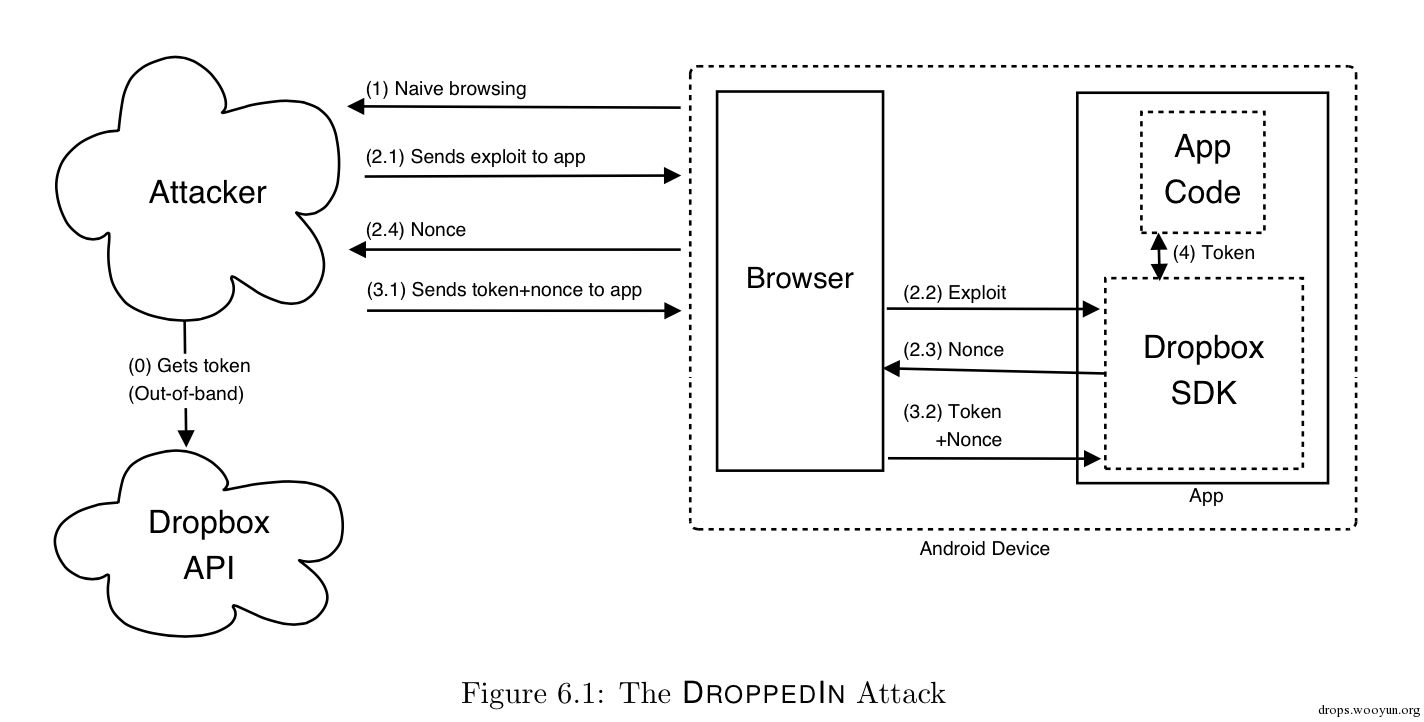 (1) Naive browsing
(2.1) Sends exploit to app
Attacker
(2.4) Nonce
(3.1) Sends token+nonce to app
(0) Gets token
(Out-of-band)
Dropbox
API
Browser
App
Code
(4) Token
(2.2) Exploit
(2.3) Nonce
Dropbox
SDK
(3.2) Token
+Nonce
App
Android Device
Figure 6.1: The DROPPEDIN Attack
drops.wooyun.org